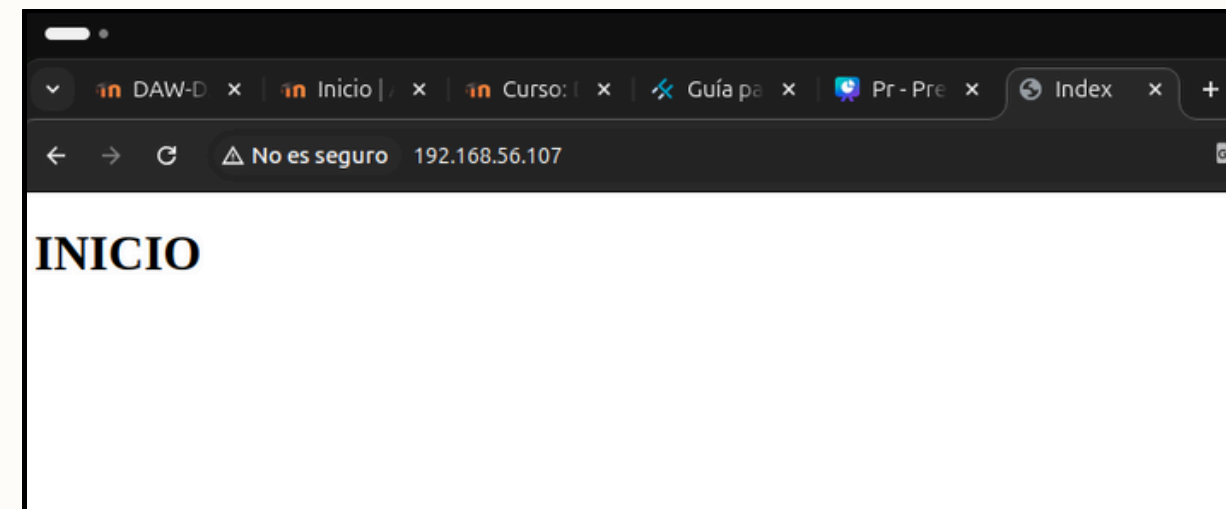 DAW-D Inicio | Curso: Guía pa Pr - Pre Index
No es seguro 192.168.56.107
INICIO